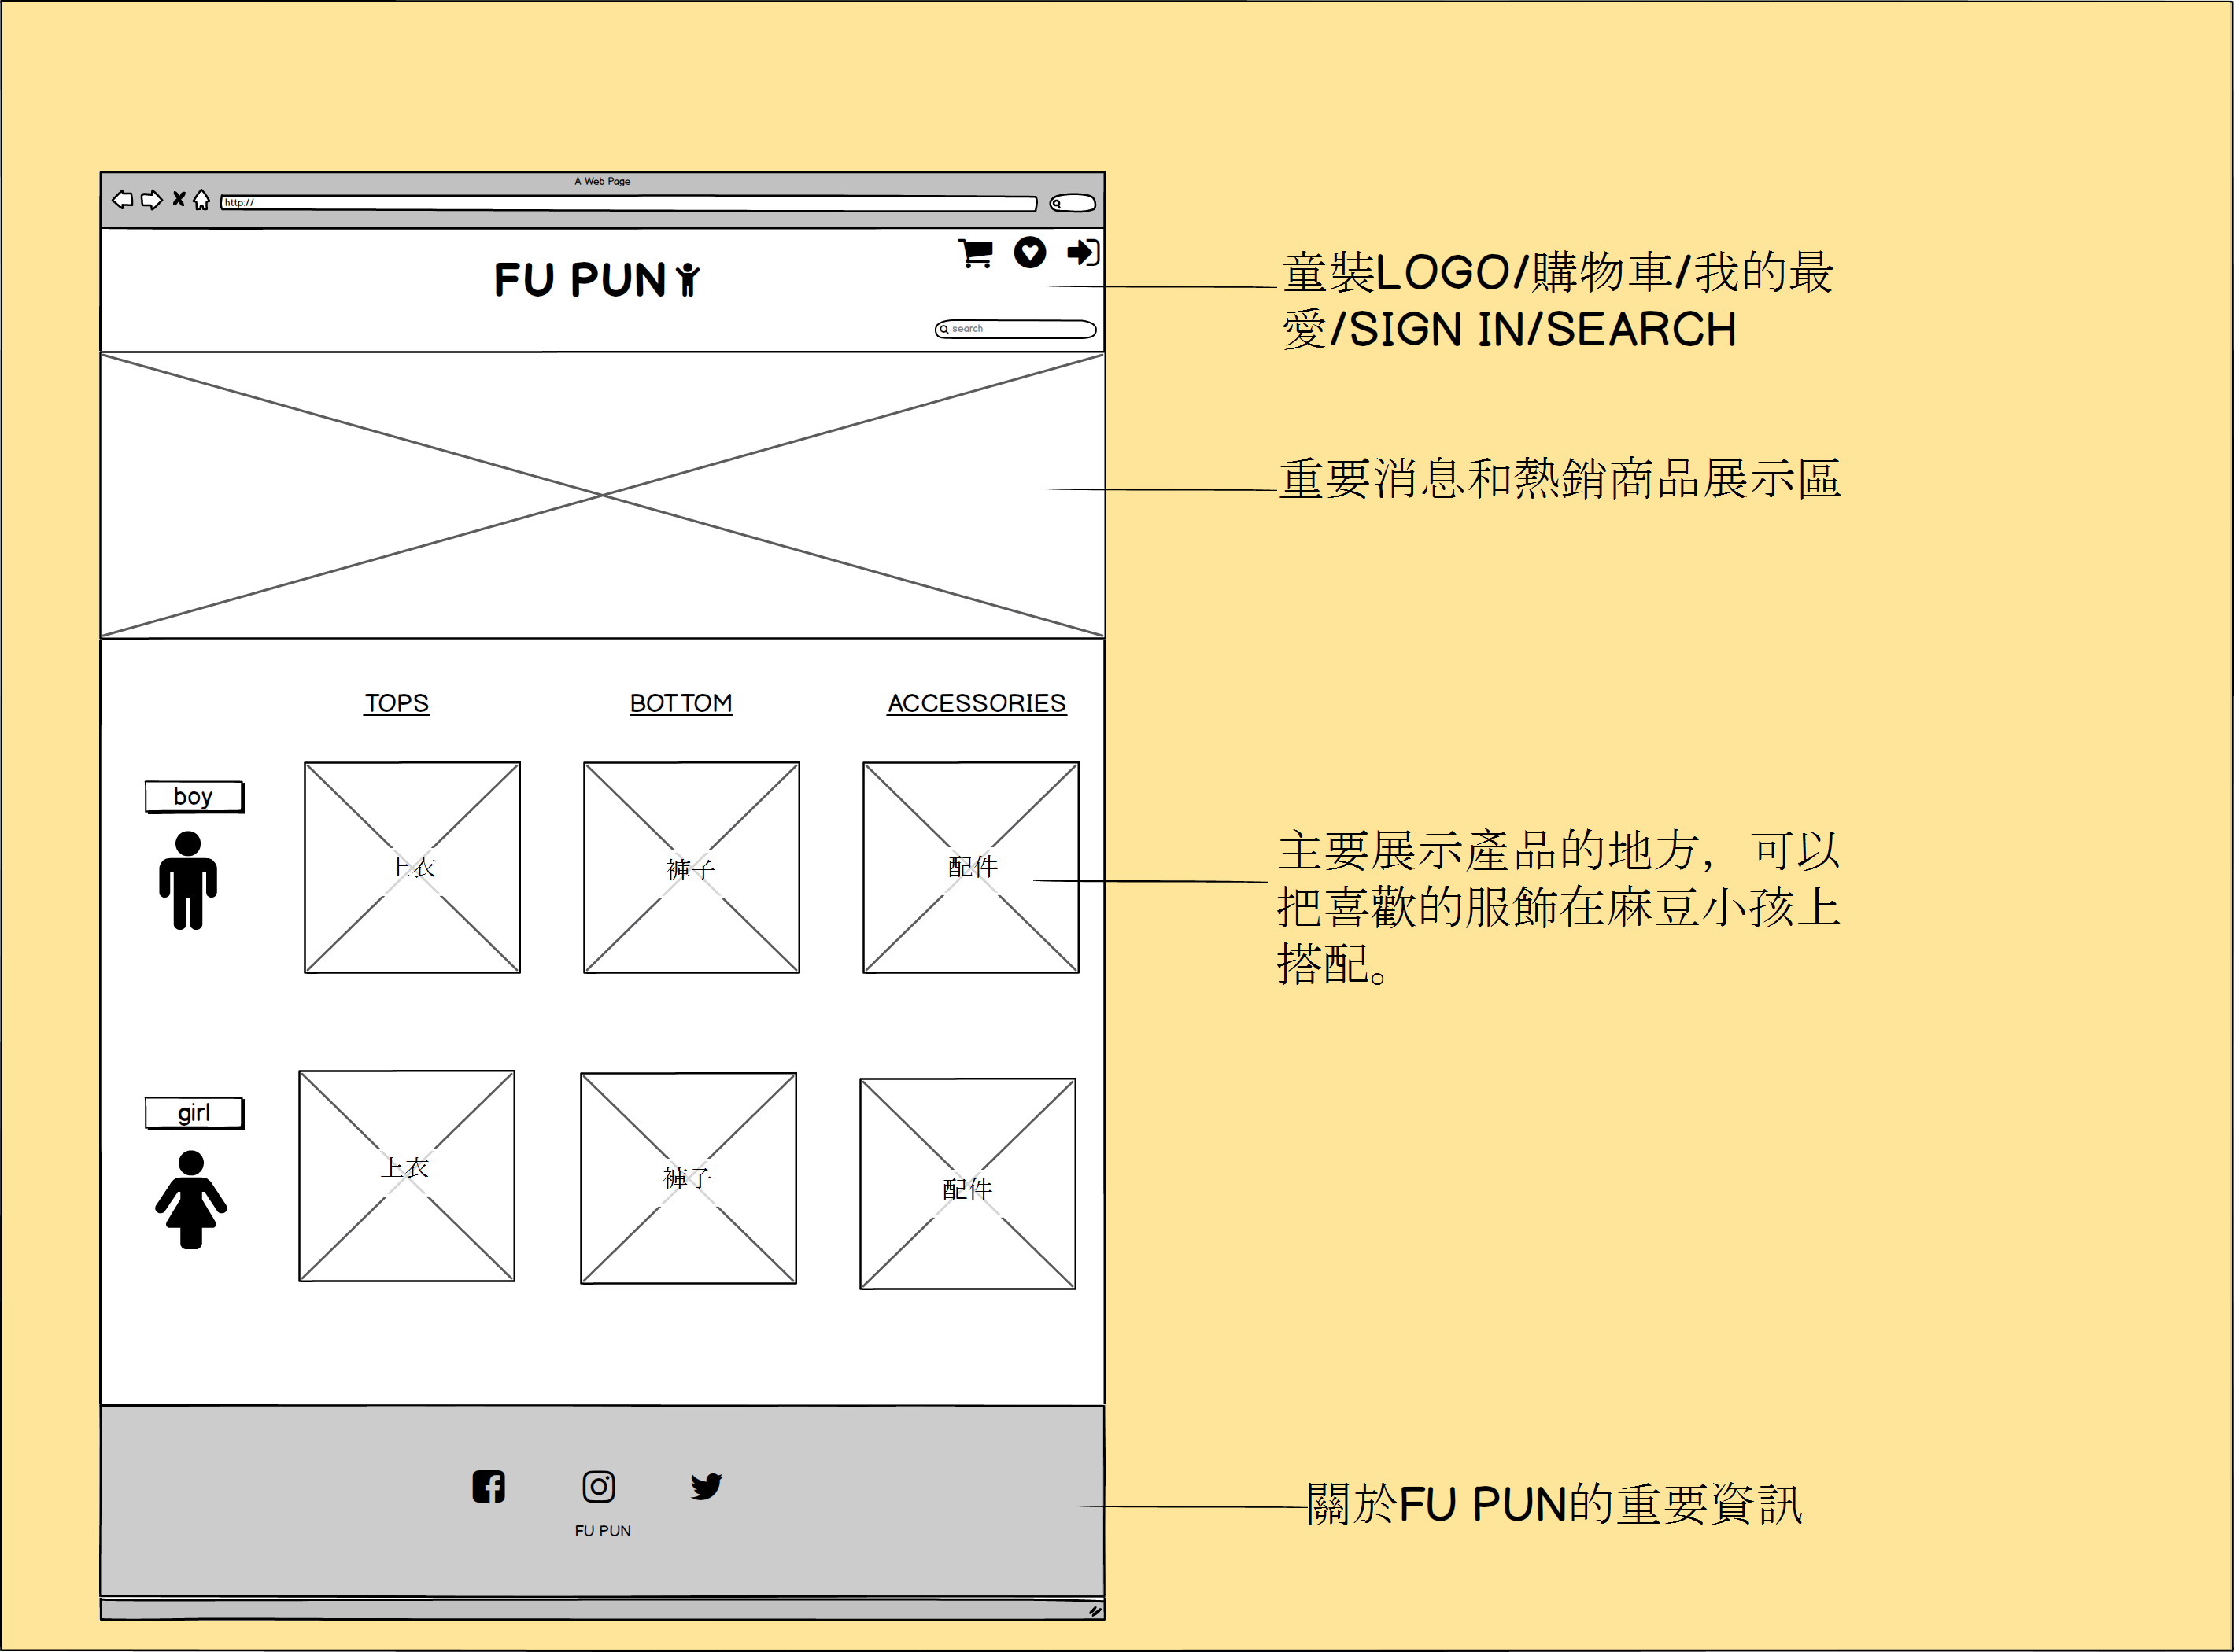 A Web Page
http://
FU PUN
search
童裝LOGO/購物車/我的最
愛/SIGN IN/SEARCH
重要消息和熱銷商品展示區
TOPS
BOTTOM
ACCESSORIES
boy
上衣
褲子
配件
主要展示產品的地方，可以
把喜歡的服飾在麻豆小孩上
搭配。
girl
上衣
褲子
配件
FU PUN
關於FU PUN的重要資訊